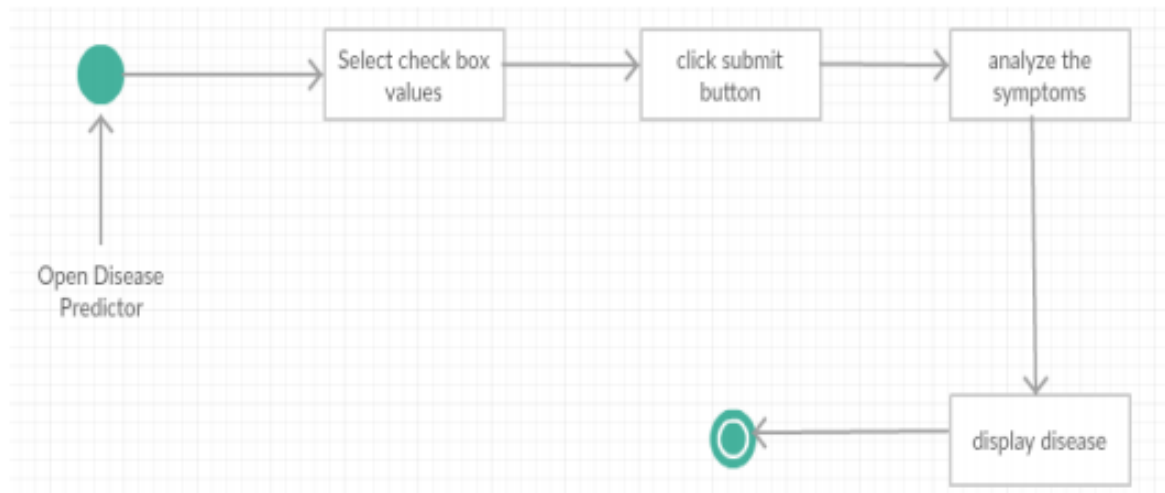 Select check box
values
click submit
button
analyze the
symptoms
Open Disease
Predictor
display disease